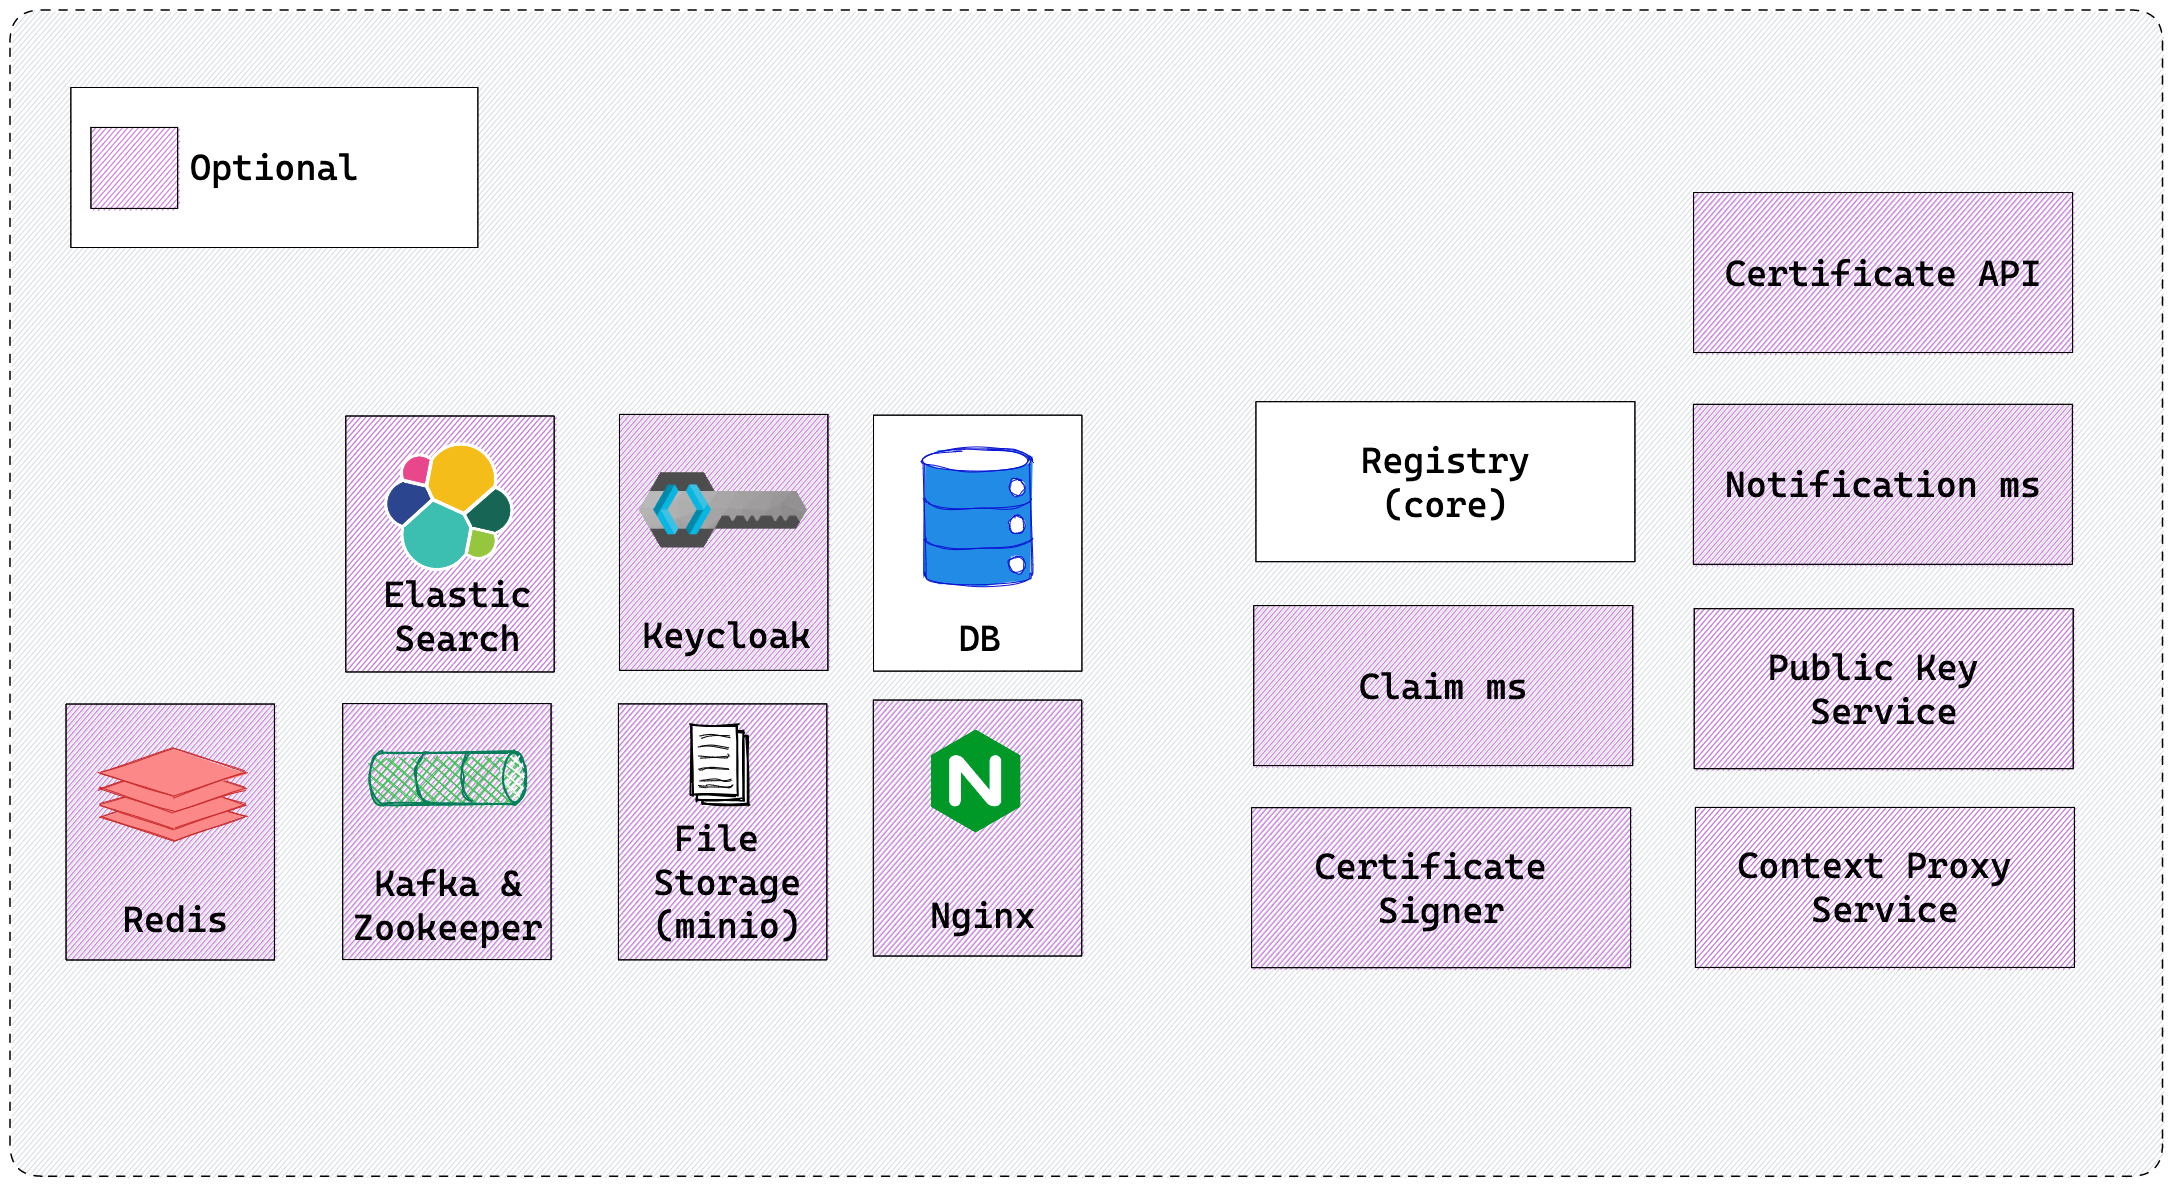 Optional
Certificate API
Elastic
Search
Keycloak
DB
Registry
(core)
Notification ms
Claim ms
Public Key
Service
Redis
Kafka &
Zookeeper
File
Storage
(minio)
N
Nginx
Certificate
Signer
Context Proxy
Service